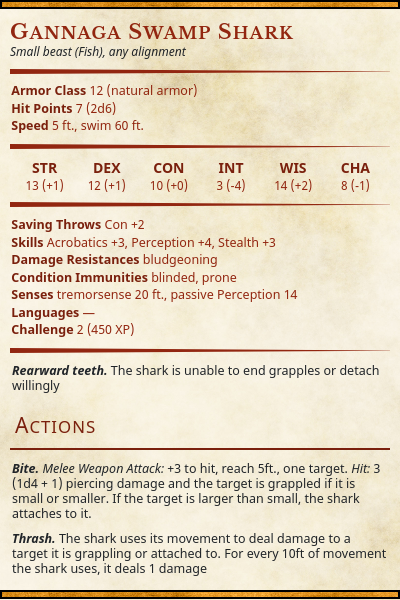 Gannaga Swamp Shark
Small beast (Fish), any alignment
Armor Class 12 (natural armor)
Hit Points 7 (2d6)
Speed 5 ft., swim 60 ft.
STR DEX CON INT WIS CHA
13 (+1) 12 (+1) 10 (+0) 3 (-4) 14 (+2) 8 (-1)
Saving Throws Con +2
Skills Acrobatics +3, Perception +4, Stealth +3
Damage Resistances bludgeoning
Condition Immunities blinded, prone
Senses tremorsense 20 ft., passive Perception 14
Languages —
Challenge 2 (450 XP)
Rearward teeth. The shark is unable to end grapples or detach
willingly
Actions
Bite. Melee Weapon Attack: +3 to hit, reach 5ft., one target. Hit: 3
(1d4 + 1) piercing damage and the target is grappled if it is
small or smaller. If the target is larger than small, the shark
attaches to it.
Thrash. The shark uses its movement to deal damage to a
target it is grappling or attached to. For every 10ft of movement
the shark uses, it deals 1 damage